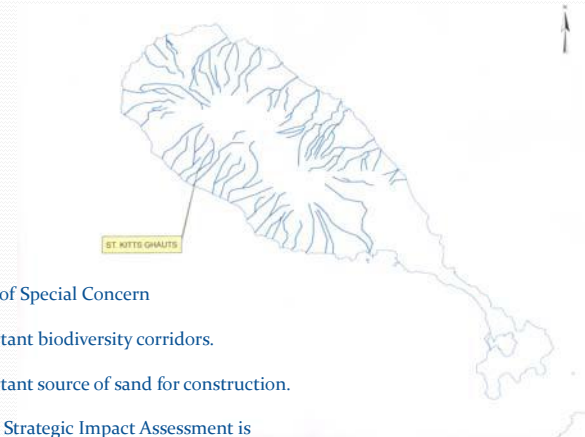 N
ST. KITTS GHAUTS
of Special Concern
tant biodiversity corridors.
tant source of sand for construction.
Strategic Impact Assessment is